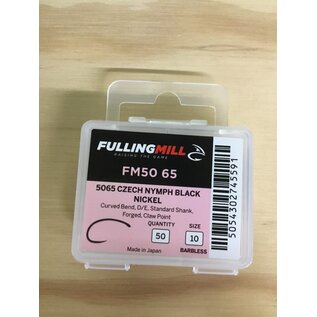 FULLINGMILL
RAISING THE GAME
FM50 65
5065 CZECH NYMPH BLACK
NICKEL
Curved Bend, D/E, Standard Shank,
Forged, Claw Point
QUANTITY
50
SIZE
10
BARBLESS
Made in Japan
5054302745591